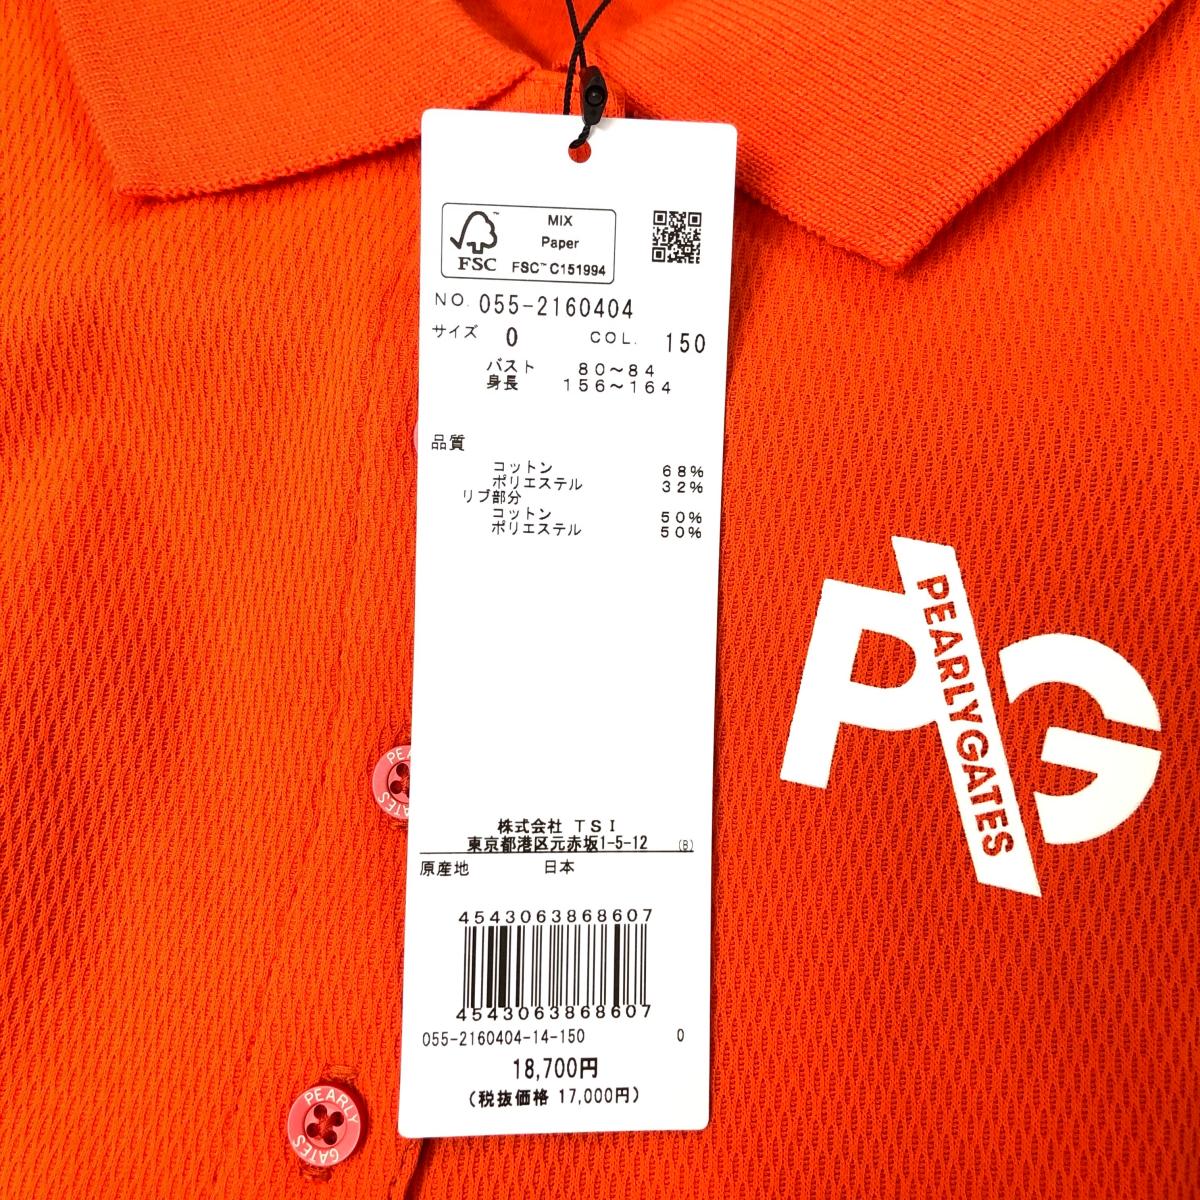 MIX
Paper
FSC™ C151994
FSC
NO. 055-2160404
サイズ 0 COL. 150
バスト 80～84
身長 156～164
品質
コットン 68%
ポリエステル 32%
リブ部分
コットン 50%
ポリエステル 50%
株式会社 TSI
東京都港区元赤坂1-5-12 (B)
原産地 日本
4543063868607
4543063868607
055-2160404-14-150 0
18,700円
(税抜価格 17,000円)
PG
PEARLY GATES
PEARLY GATES